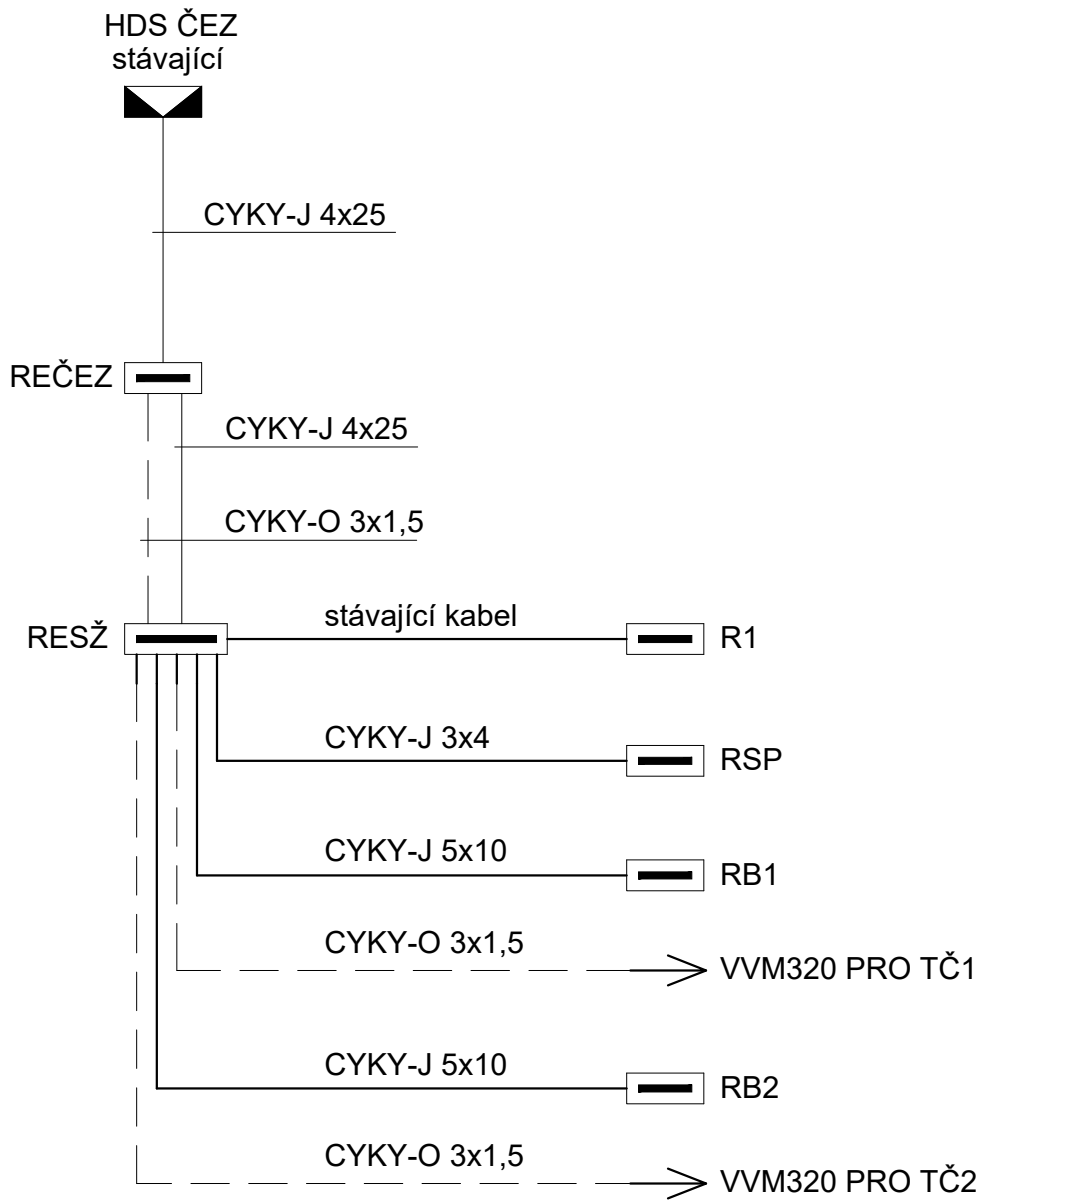 HDS ČEZ
stávající
CYKY-J 4x25
REČEZ
CYKY-J 4x25
CYKY-O 3x1,5
RESŽ
stávající kabel
R1
CYKY-J 3x4
RSP
CYKY-J 5x10
RB1
CYKY-O 3x1,5
VVM320 PRO TČ1
CYKY-J 5x10
RB2
CYKY-O 3x1,5
VVM320 PRO TČ2